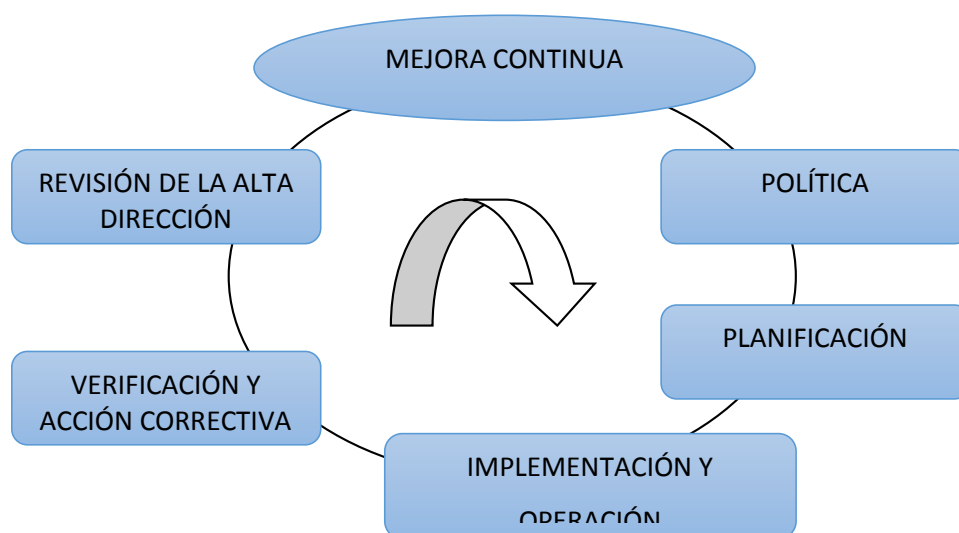 MEJORA CONTINUA
POLÍTICA
PLANIFICACIÓN
IMPLEMENTACIÓN Y
OPERACIÓN
VERIFICACIÓN Y
ACCIÓN CORRECTIVA
REVISIÓN DE LA ALTA
DIRECCIÓN